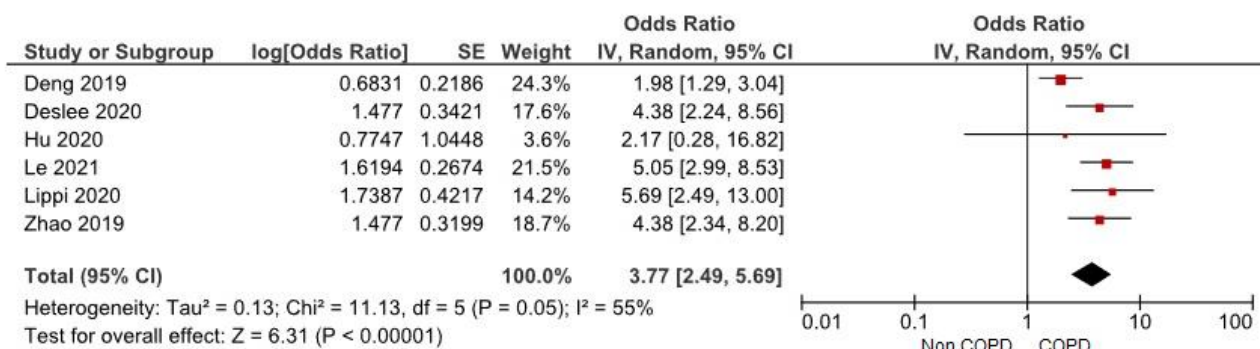 Odds Ratio Odds Ratio
Study or Subgroup log[Odds Ratio] SE Weight IV, Random, 95% CI IV, Random, 95% CI
Deng 2019 0.6831 0.2186 24.3% 1.98 [1.29, 3.04]
Deslee 2020 1.477 0.3421 17.6% 4.38 [2.24, 8.56]
Hu 2020 0.7747 1.0448 3.6% 2.17 [0.28, 16.82]
Le 2021 1.6194 0.2674 21.5% 5.05 [2.99, 8.53]
Lippi 2020 1.7387 0.4217 14.2% 5.69 [2.49, 13.00]
Zhao 2019 1.477 0.3199 18.7% 4.38 [2.34, 8.20]
Total (95% CI) 100.0% 3.77 [2.49, 5.69]
Heterogeneity: Tau² = 0.13; Chi² = 11.13, df = 5 (P = 0.05); I² = 55%
Test for overall effect: Z = 6.31 (P < 0.00001)
0.01 0.1 1 10 100
Non COPD COPD